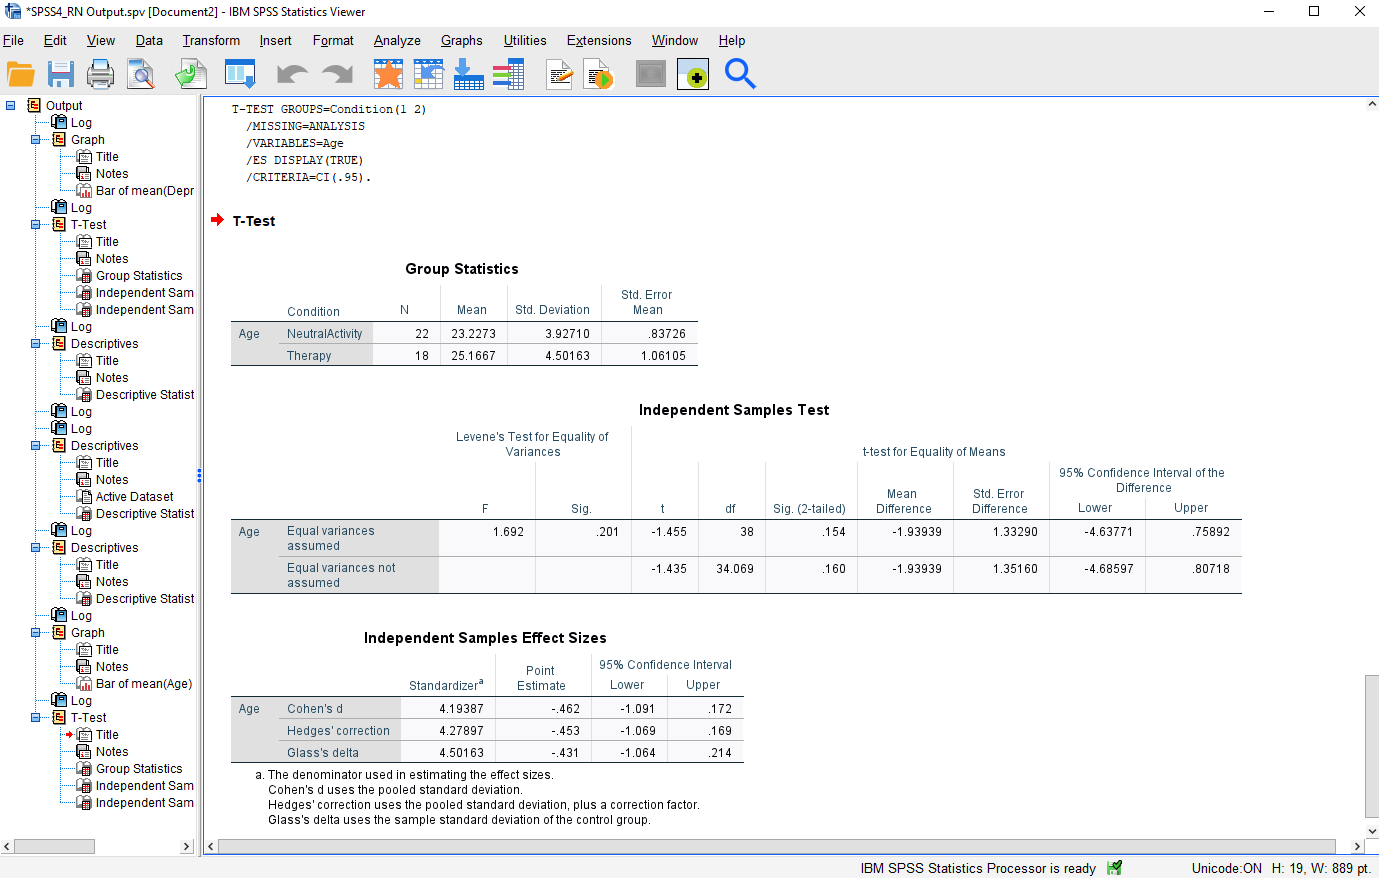 *SPSS4_RN Output.spv [Document2] - IBM SPSS Statistics Viewer
File Edit View Data Transform Insert Format Analyze Graphs Utilities Extensions Window Help
Output
Log
Graph
Title
Notes
Bar of mean(Depr
Log
T-Test
Title
Notes
Group Statistics
Independent Sam
Independent Sam
Log
Descriptives
Title
Notes
Descriptive Statist
Log
Log
Descriptives
Title
Notes
Active Dataset
Descriptive Statist
Log
Descriptives
Title
Notes
Descriptive Statist
Log
Graph
Title
Notes
Bar of mean(Age)
Log
T-Test
Title
Notes
Group Statistics
Independent Sam
Independent Sam
T-TEST GROUPS=Condition(1 2)
/MISSING=ANALYSIS
/VARIABLES=Age
/ES DISPLAY(TRUE)
/CRITERIA=CI(.95).
T-Test
Group Statistics
Condition N Mean Std. Deviation Std. Error Mean
Age NeutralActivity 22 23.2273 3.92710 .83726
Therapy 18 25.1667 4.50163 1.06105
Independent Samples Test
Levene's Test for Equality of Variances
t-test for Equality of Means
95% Confidence Interval of the Difference
F Sig. t df Sig. (2-tailed) Mean Difference Std. Error Difference Lower Upper
Age Equal variances assumed 1.692 .201 -1.455 38 .154 -1.93939 1.33290 -4.63771 .75892
Equal variances not assumed -1.435 34.069 .160 -1.93939 1.35160 -4.68597 .80718
Independent Samples Effect Sizes
95% Confidence Interval
Standardizerᵃ Point Estimate Lower Upper
Age Cohen's d 4.19387 -.462 -1.091 .172
Hedges' correction 4.27897 -.453 -1.069 .169
Glass's delta 4.50163 -.431 -1.064 .214
a. The denominator used in estimating the effect sizes.
Cohen's d uses the pooled standard deviation.
Hedges' correction uses the pooled standard deviation, plus a correction factor.
Glass's delta uses the sample standard deviation of the control group.
IBM SPSS Statistics Processor is ready Unicode:ON H: 19, W: 889 pt.